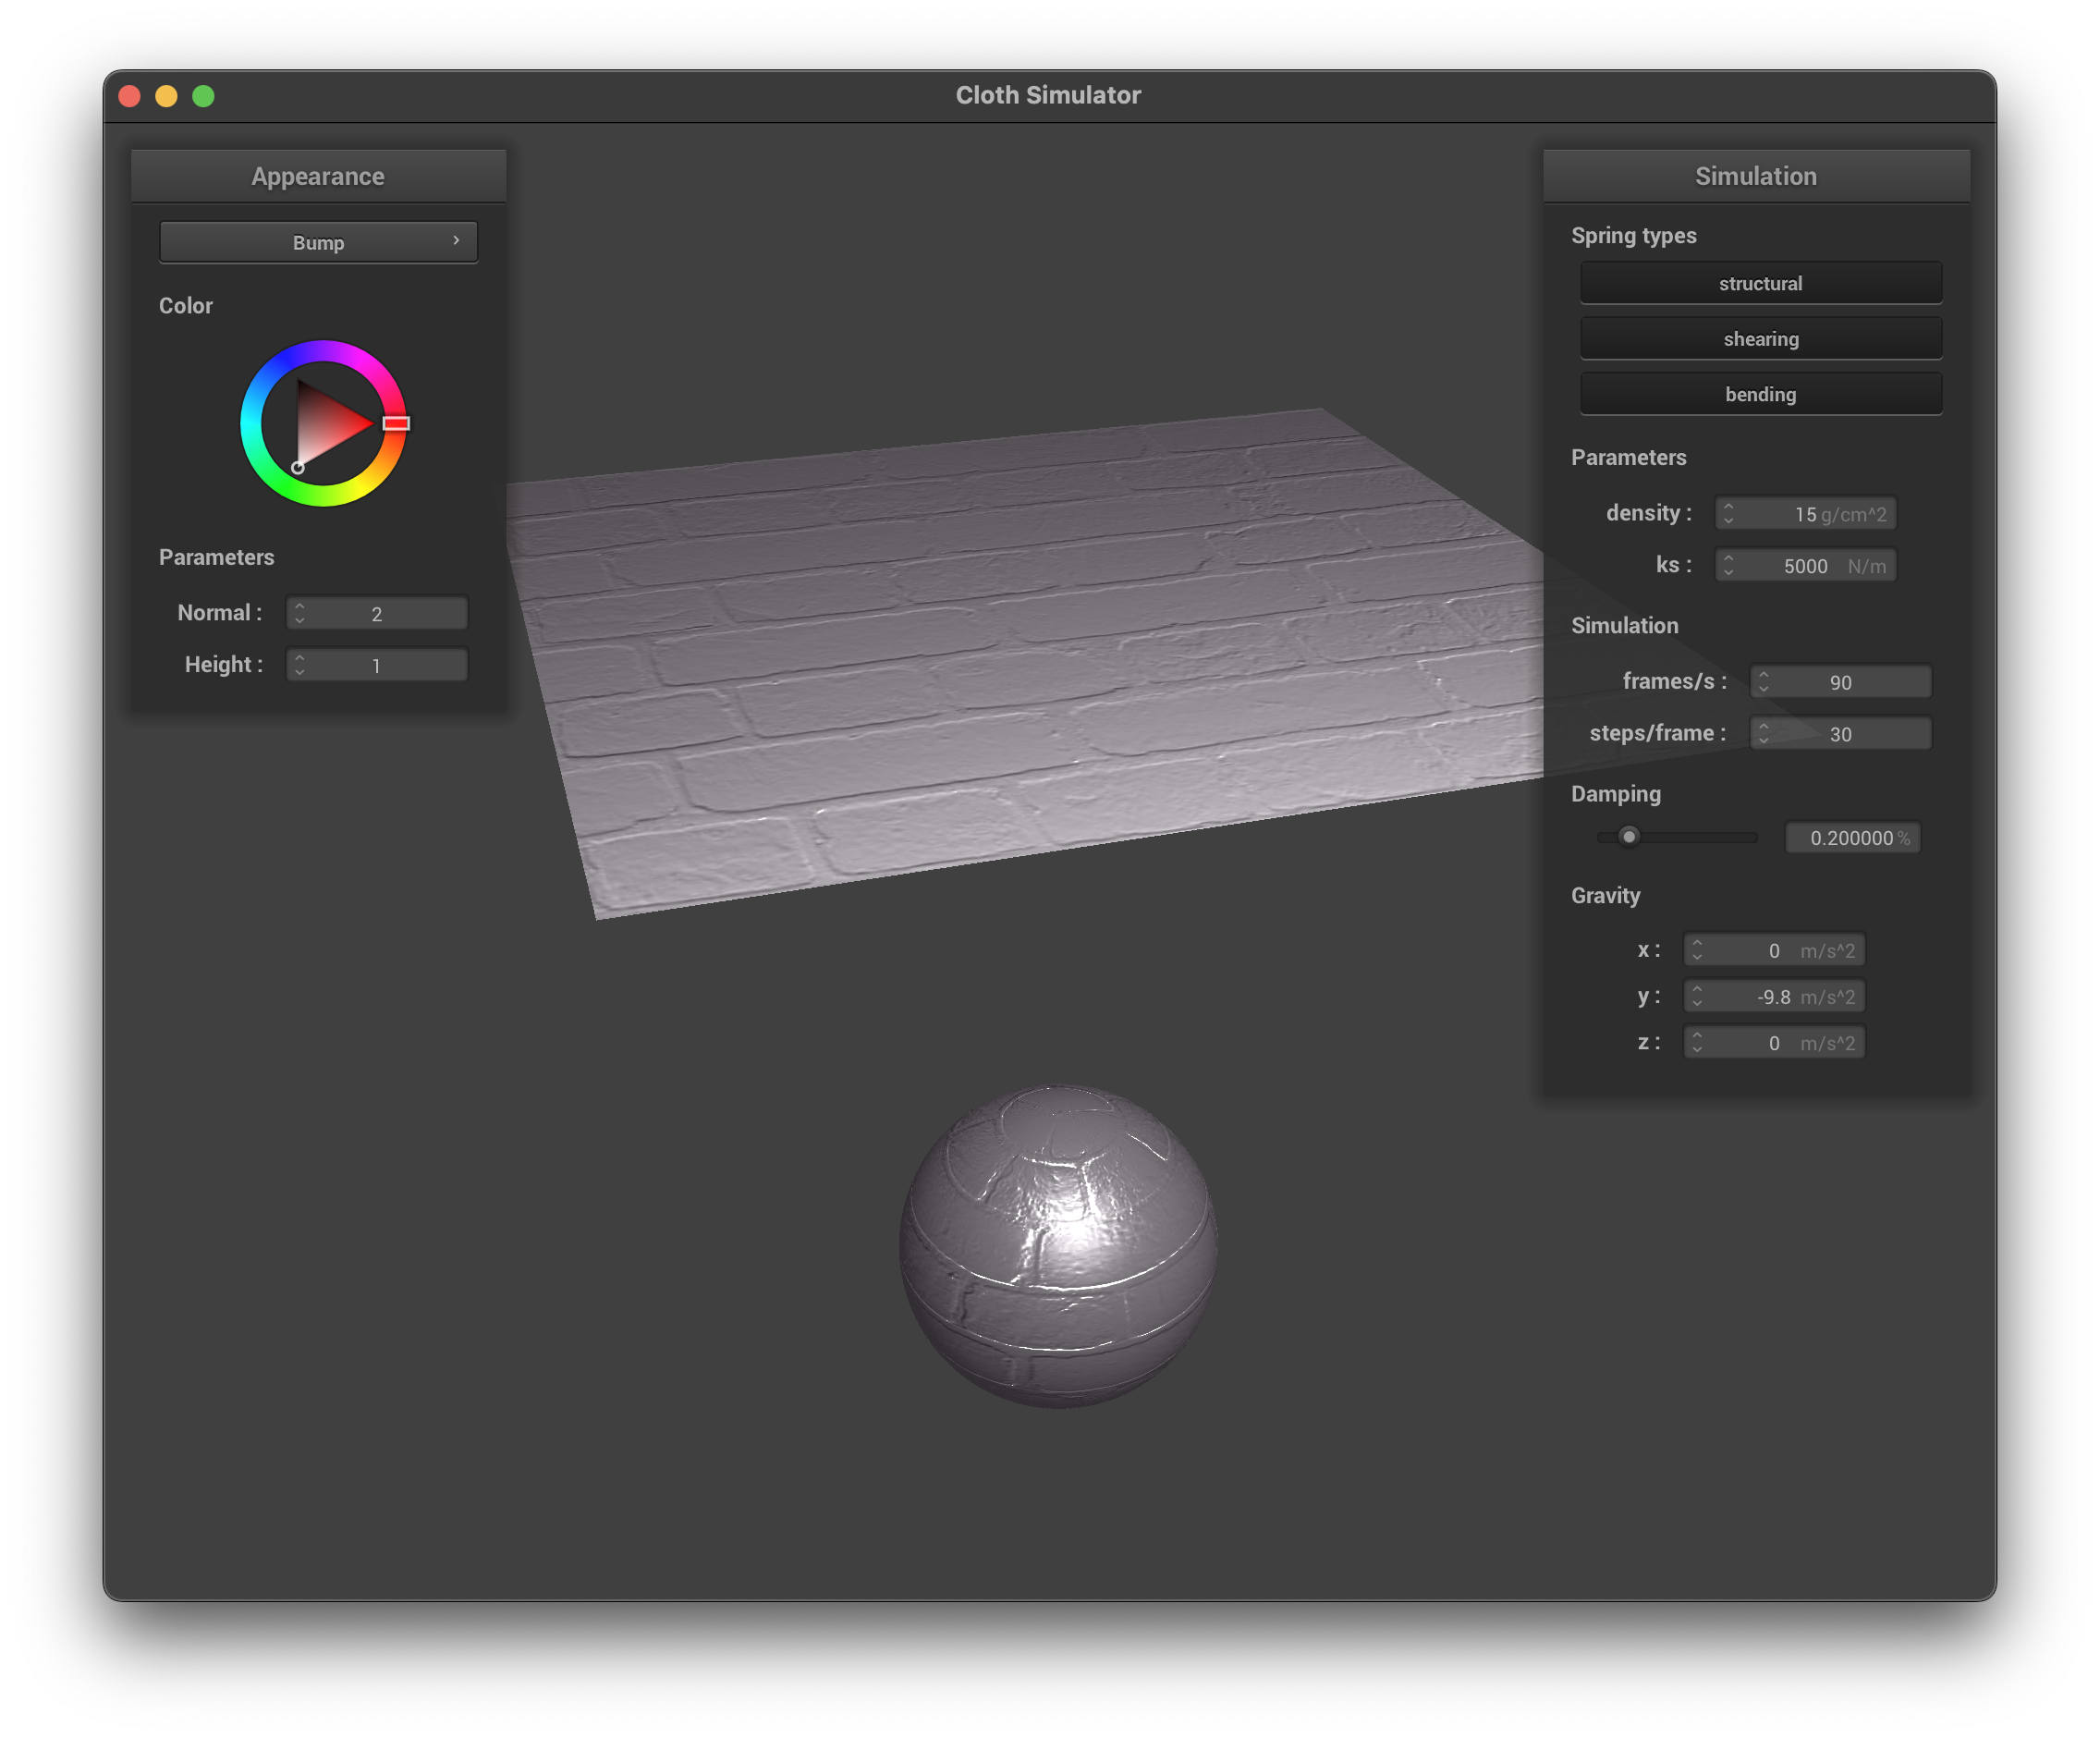 Cloth Simulator
Appearance
Bump
Color
Parameters
Normal : 2
Height : 1
Simulation
Spring types
structural
shearing
bending
Parameters
density : 15 g/cm^2
ks : 5000 N/m
Simulation
frames/s : 90
steps/frame : 30
Damping
0.200000 %
Gravity
x : 0 m/s^2
y : -9.8 m/s^2
z : 0 m/s^2